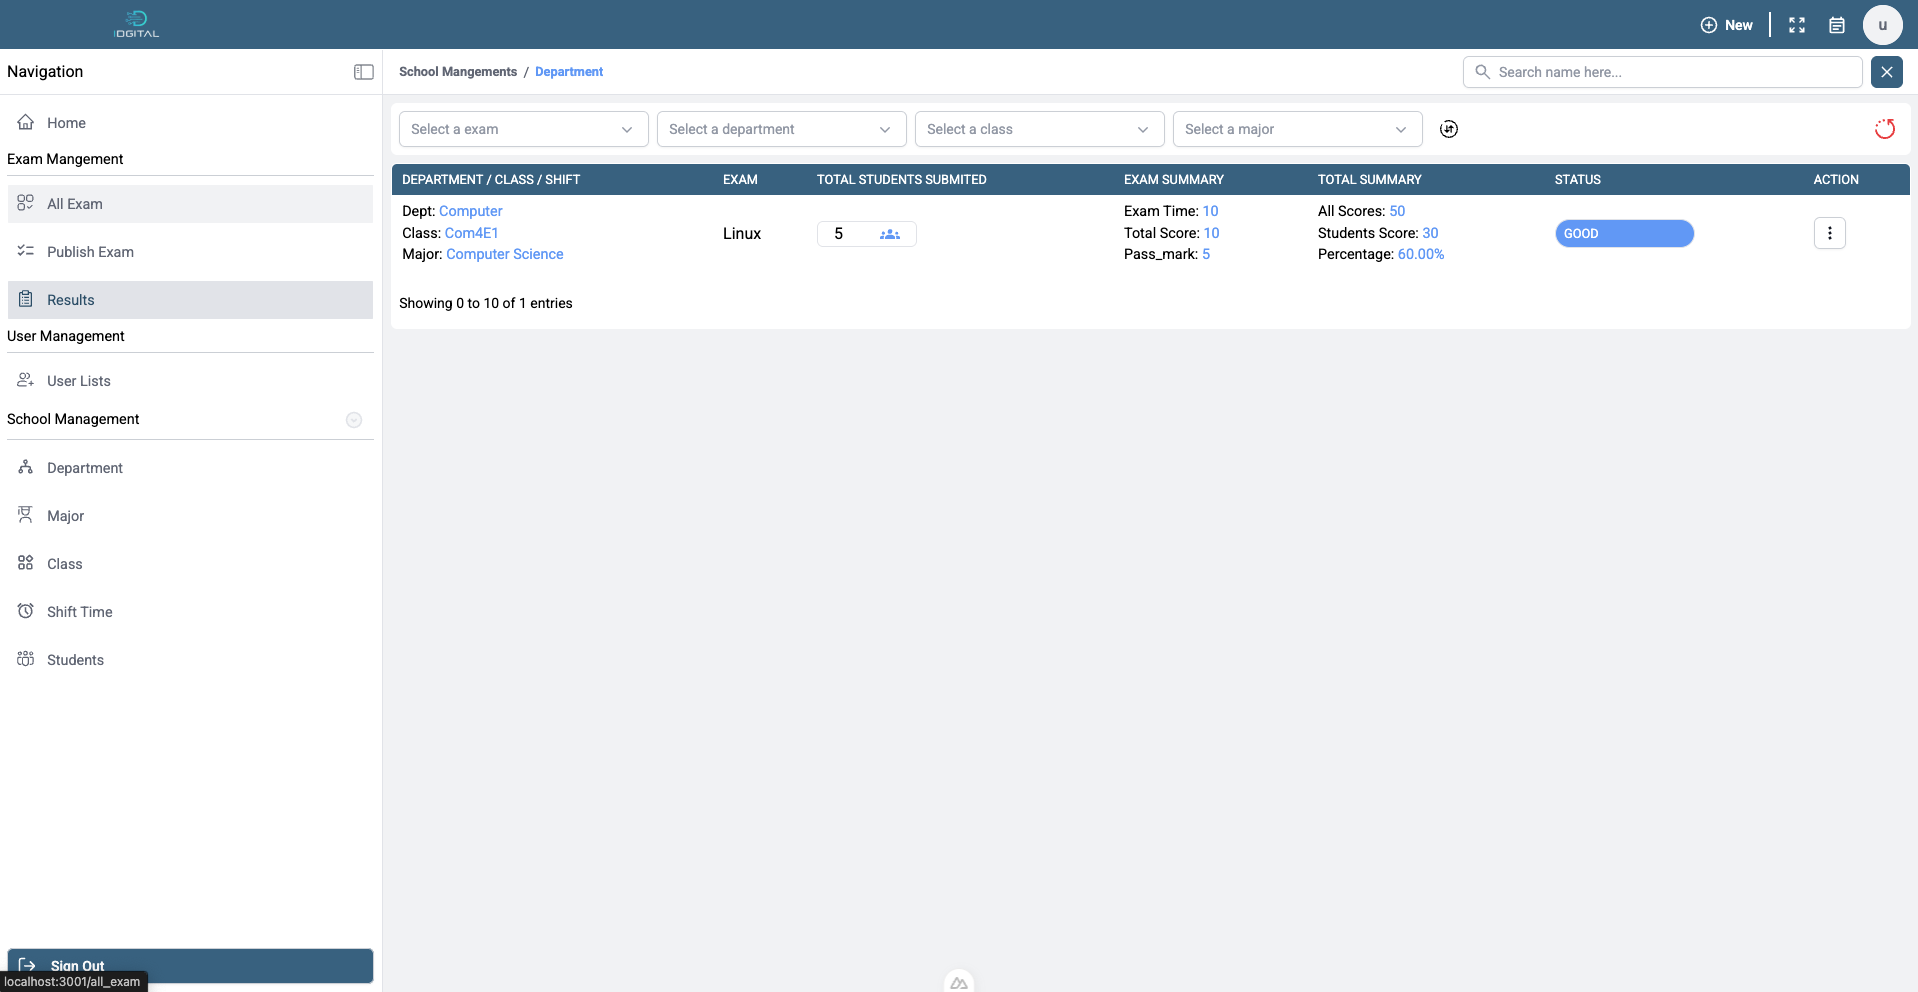 IDGITAL
New
u
Navigation
School Mangements / Department
Search name here...
Home
Exam Mangement
All Exam
Publish Exam
Results
User Management
User Lists
School Management
Department
Major
Class
Shift Time
Students
Sign Out
localhost:3001/all_exam
Select a exam
Select a department
Select a class
Select a major
DEPARTMENT / CLASS / SHIFT
EXAM
TOTAL STUDENTS SUBMITED
EXAM SUMMARY
TOTAL SUMMARY
STATUS
ACTION
Dept: Computer
Class: Com4E1
Major: Computer Science
Linux
5
Exam Time: 10
Total Score: 10
Pass_mark: 5
All Scores: 50
Students Score: 30
Percentage: 60.00%
GOOD
Showing 0 to 10 of 1 entries